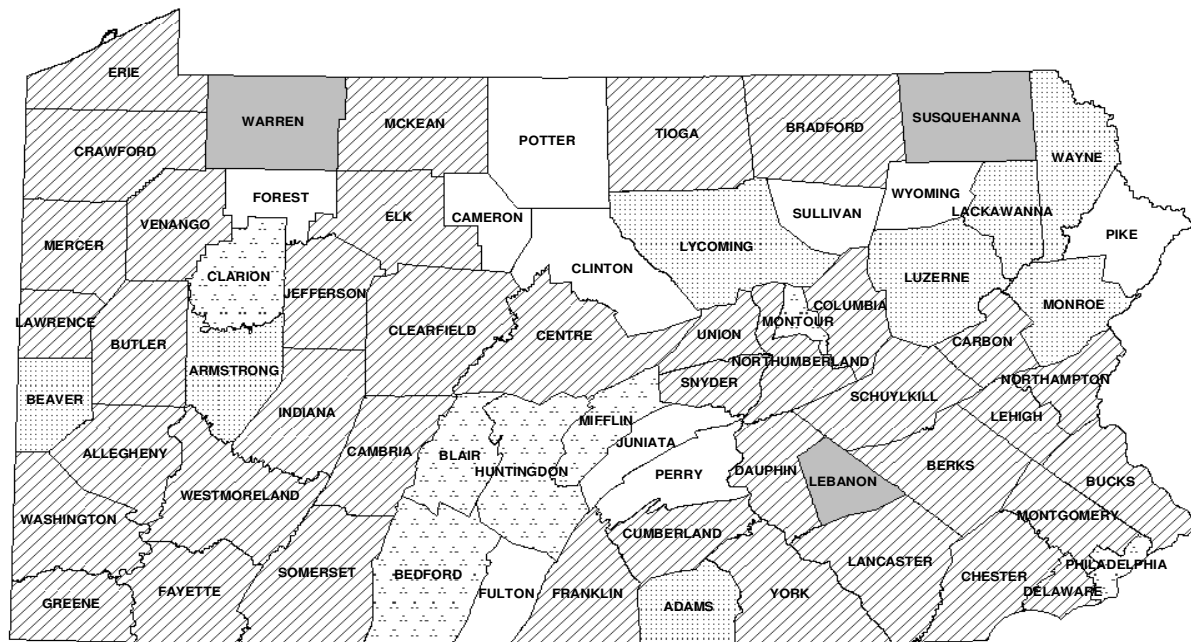 ERIE
WARREN
MCKEAN
POTTER
TIOGA
BRADFORD
SUSQUEHANNA
CRAWFORD
WAYNE
FOREST
VENANGO
ELK
CAMERON
SULLIVAN
WYOMING
LACKAWANNA
MERCER
LYCOMING
PIKE
CLARION
CLINTON
LUZERNE
JEFFERSON
COLUMBIA
MONROE
LAWRENCE
CLEARFIELD
CENTRE
UNION
MONTOUR
BUTLER
CARBON
ARMSTRONG
NORTHUMBERLAND
SNYDER
NORTHAMPTON
BEAVER
INDIANA
SCHUYLKILL
LEHIGH
MIFFLIN
ALLEGHENY
CAMBRIA
BLAIR
JUNIATA
HUNTINGDON
PERRY
DAUPHIN
LEBANON
BERKS
BUCKS
WESTMORELAND
WASHINGTON
MONTGOMERY
CUMBERLAND
LANCASTER
PHILADELPHIA
SOMERSET
BEDFORD
CHESTER
FAYETTE
FULTON
FRANKLIN
YORK
DELAWARE
GREENE
ADAMS